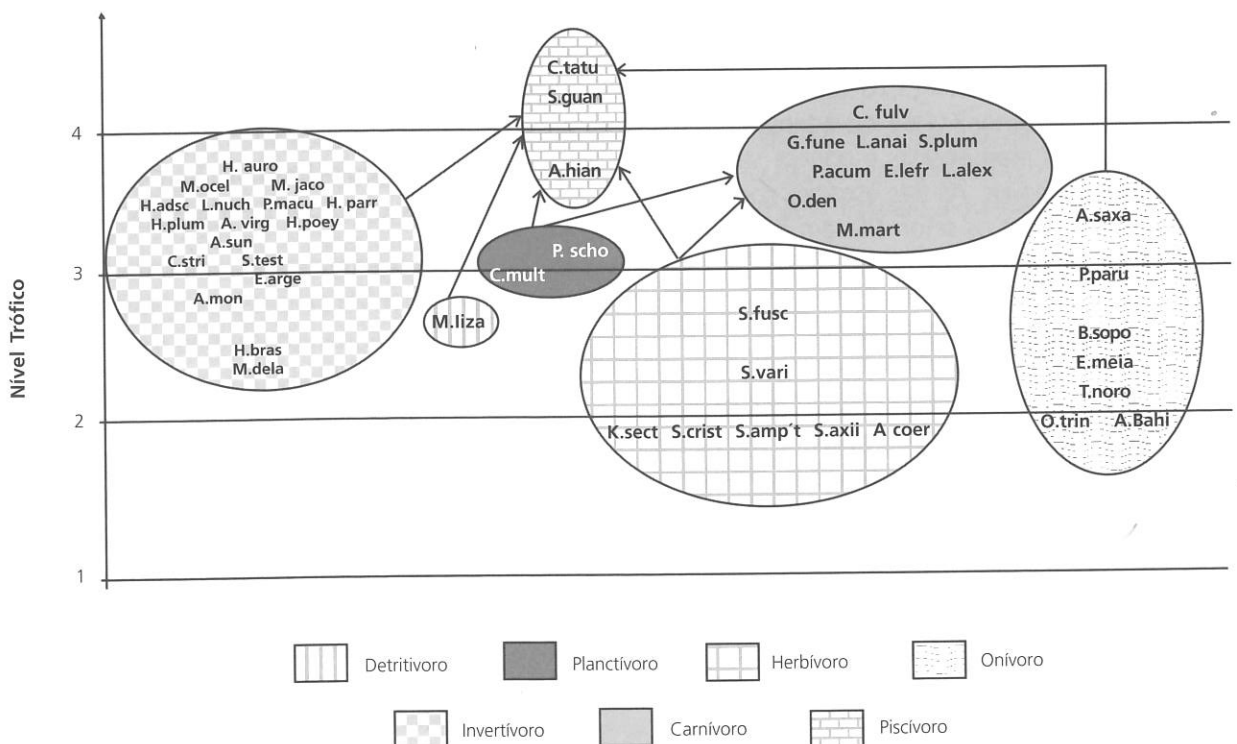 Nível Trófico
4
3
2
1
C.tatu
S.guan
A.hian
H. auro
M.ocel M. jaco
H.adsc L.nuch P.macu H. parr
H.plum A. virg H.poey
A.sun
C.stri S.test
E.arge
A.mon
H.bras
M.dela
M.liza
P. scho
C.mult
C. fulv
G.fune L.anai S.plum
P.acum E.lefr L.alex
O.den
M.mart
S.fusc
S.vari
K.sect S.crist S.amp´t S.axii A coer
A.saxa
P.paru
B.sopo
E.meia
T.noro
O.trin A.Bahi
Detritivoro Planctívoro Herbívoro Onívoro
Invertívoro Carnívoro Piscívoro